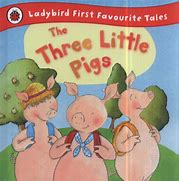 Ladybird First Favourite Tales
The
Three Little
Pigs